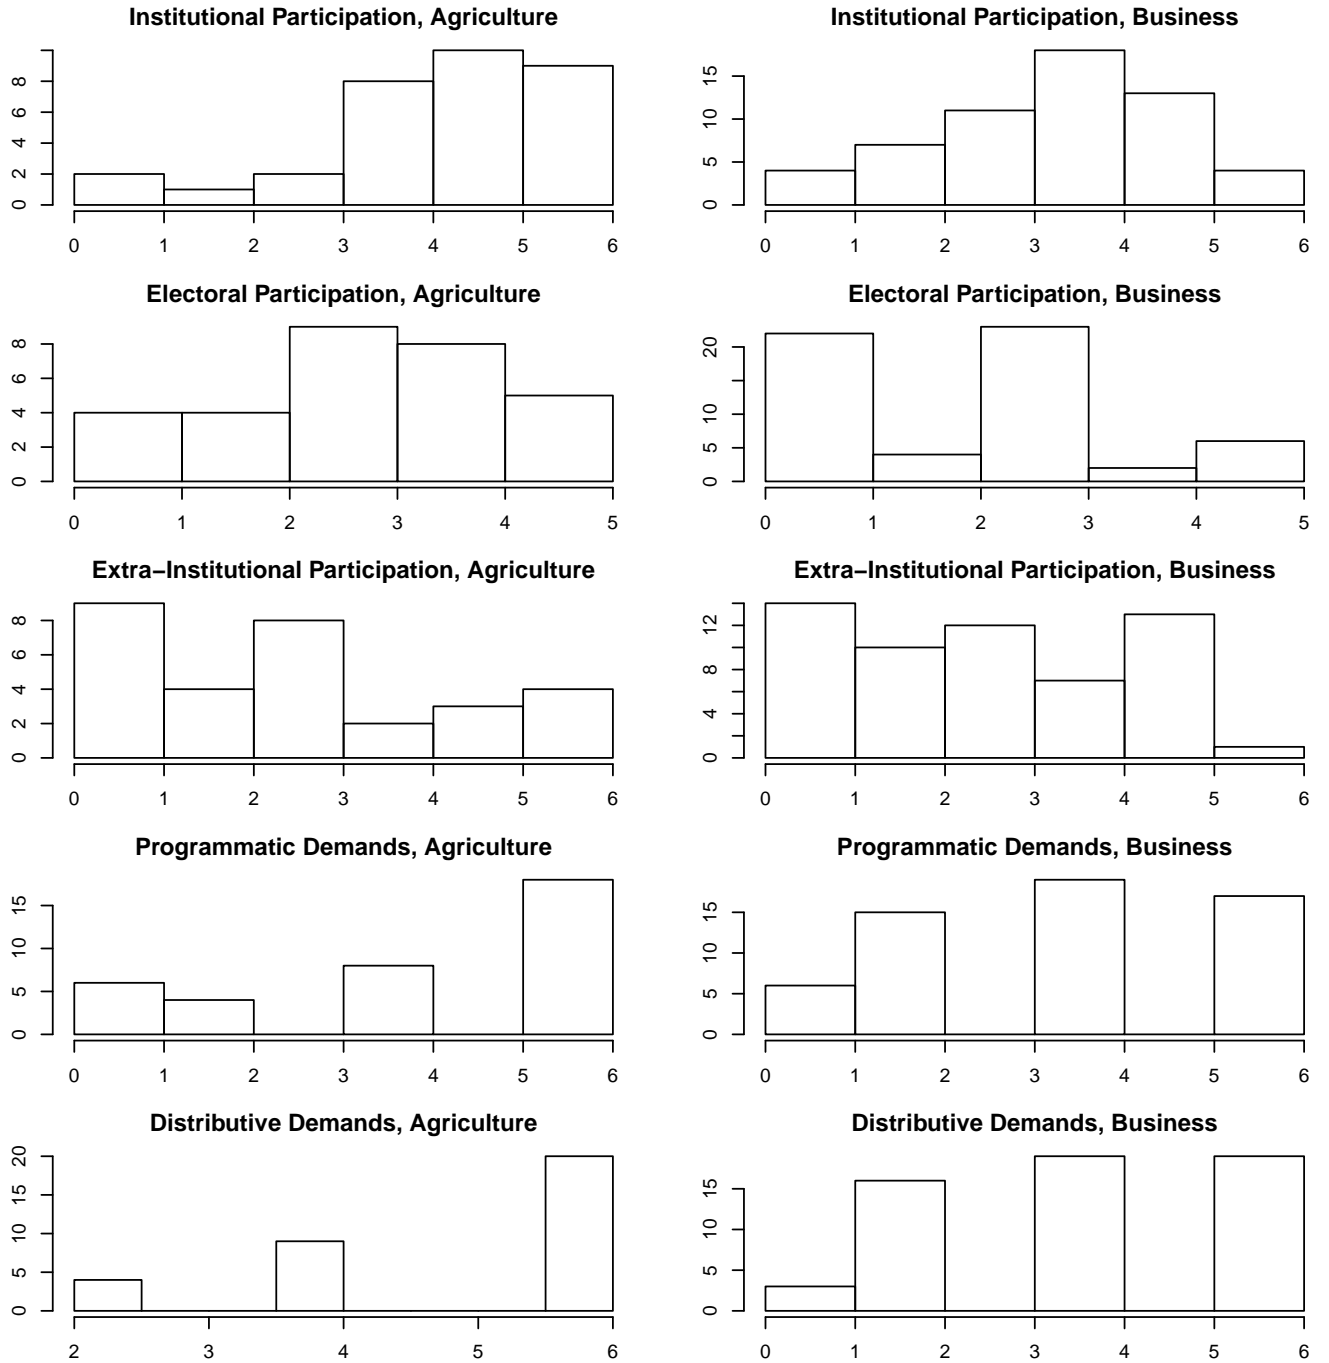 Institutional Participation, Agriculture
0 2 4 6 8
0 1 2 3 4 5 6
Institutional Participation, Business
0 5 10 15
0 1 2 3 4 5 6
Electoral Participation, Agriculture
0 2 4 6 8
0 1 2 3 4 5
Electoral Participation, Business
0 5 10 20
0 1 2 3 4 5
Extra−Institutional Participation, Agriculture
0 2 4 6 8
0 1 2 3 4 5 6
Extra−Institutional Participation, Business
0 4 8 12
0 1 2 3 4 5 6
Programmatic Demands, Agriculture
0 5 10 15
0 1 2 3 4 5 6
Programmatic Demands, Business
0 5 10 15
0 1 2 3 4 5 6
Distributive Demands, Agriculture
0 5 10 15 20
2 3 4 5 6
Distributive Demands, Business
0 5 10 15
0 1 2 3 4 5 6